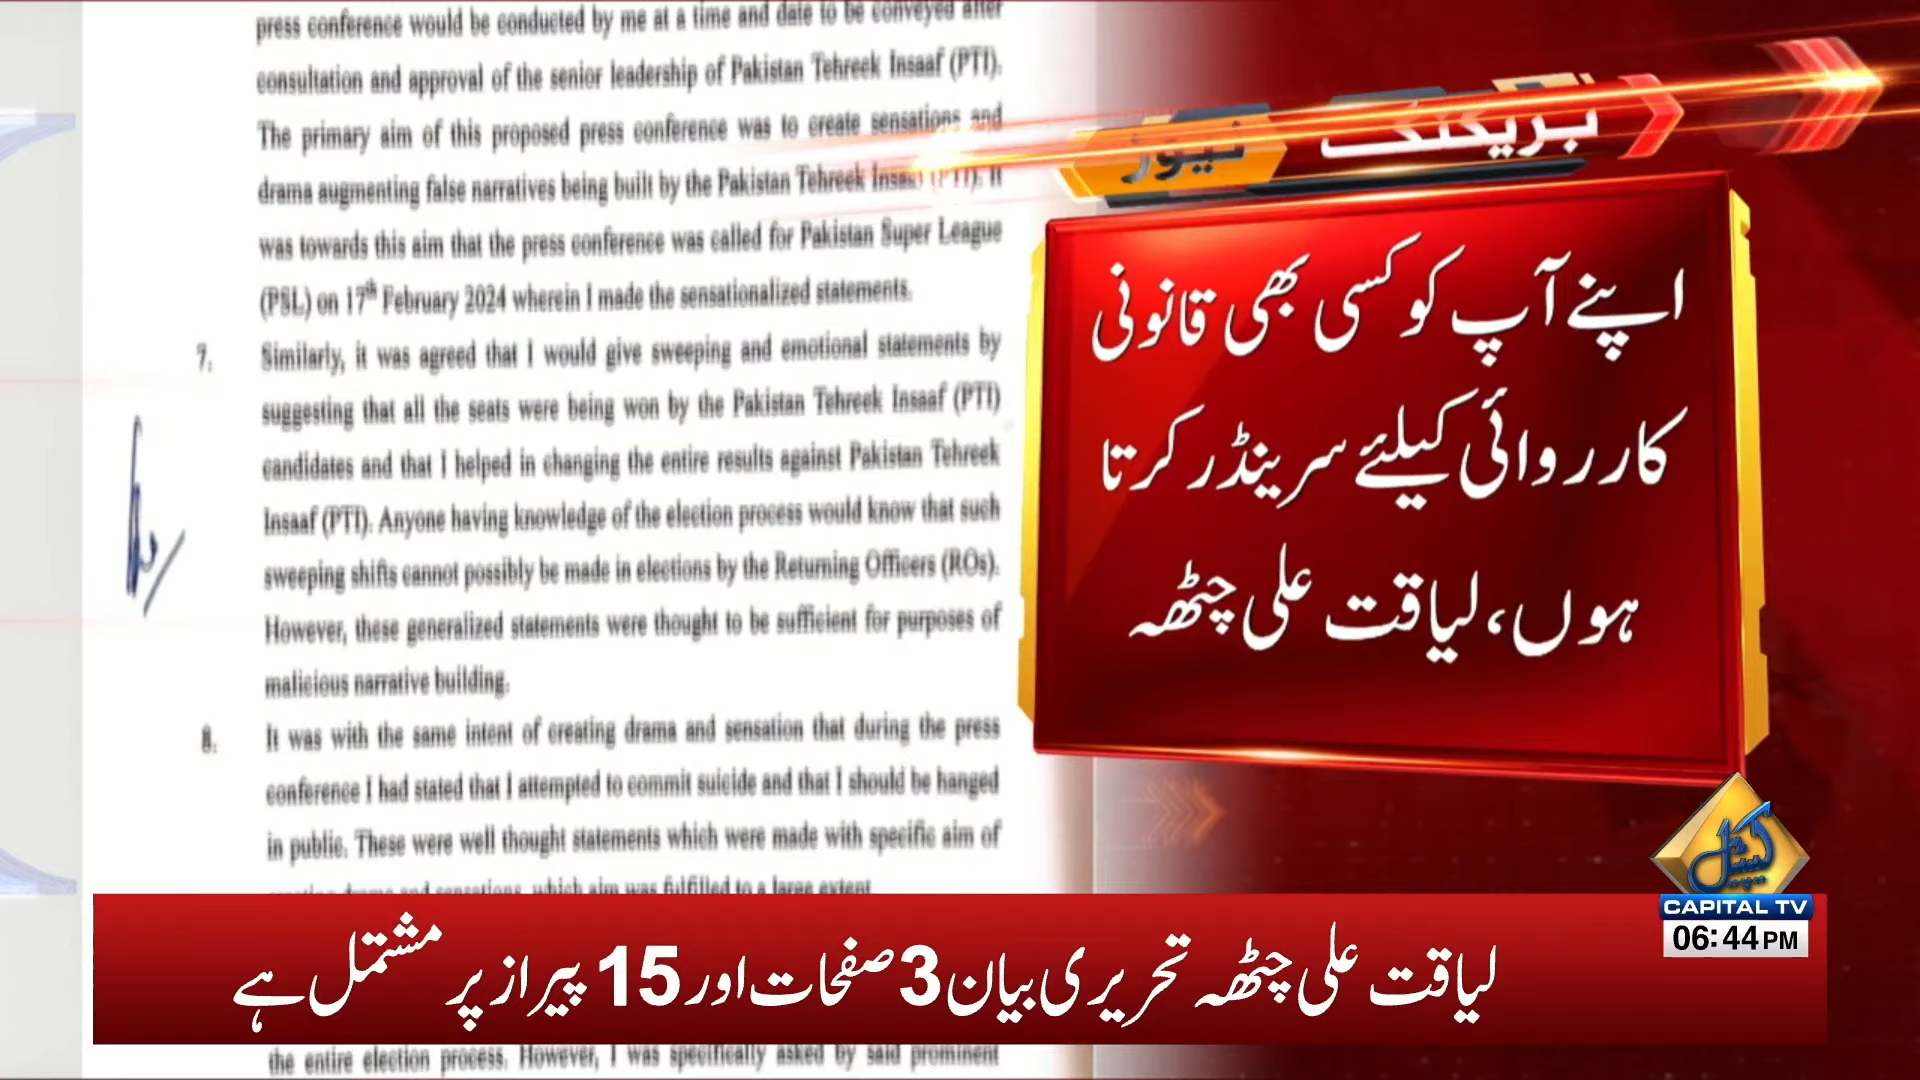 press conference would be conducted by me at a time and date to be conveyed after
consultation and approval of the senior leadership of Pakistan Tehreek Insaaf (PTI).
The primary aim of this proposed press conference was to create sensations and
drama augmenting false narratives being built by the Pakistan Tehreek Insaaf (PTI). It
was towards this aim that the press conference was called for Pakistan Super League
(PSL) on 17th February 2024 wherein I made the sensationalized statements.
7. Similarly, it was agreed that I would give sweeping and emotional statements by
suggesting that all the seats were being won by the Pakistan Tehreek Insaaf (PTI)
candidates and that I helped in changing the entire results against Pakistan Tehreek
Insaaf (PTI). Anyone having knowledge of the election process would know that such
sweeping shifts cannot possibly be made in elections by the Returning Officers (ROs).
However, these generalized statements were thought to be sufficient for purposes of
malicious narrative building.
8. It was with the same intent of creating drama and sensation that during the press
conference I had stated that I attempted to commit suicide and that I should be hanged
in public. These were well thought statements which were made with specific aim of
creating drama and sensations, which aim was fulfilled to a large extent
the entire election process. However, I was specifically asked by said prominent
بریکنگ نیوز
اپنے آپ کو کسی بھی قانونی
کارروائی کیلئے سرینڈر کرتا
ہوں، لیاقت علی چٹھہ
کیپیٹل
CAPITAL TV
06:44 PM
لیاقت علی چٹھہ تحریری بیان 3 صفحات اور 15 پیراز پر مشتمل ہے